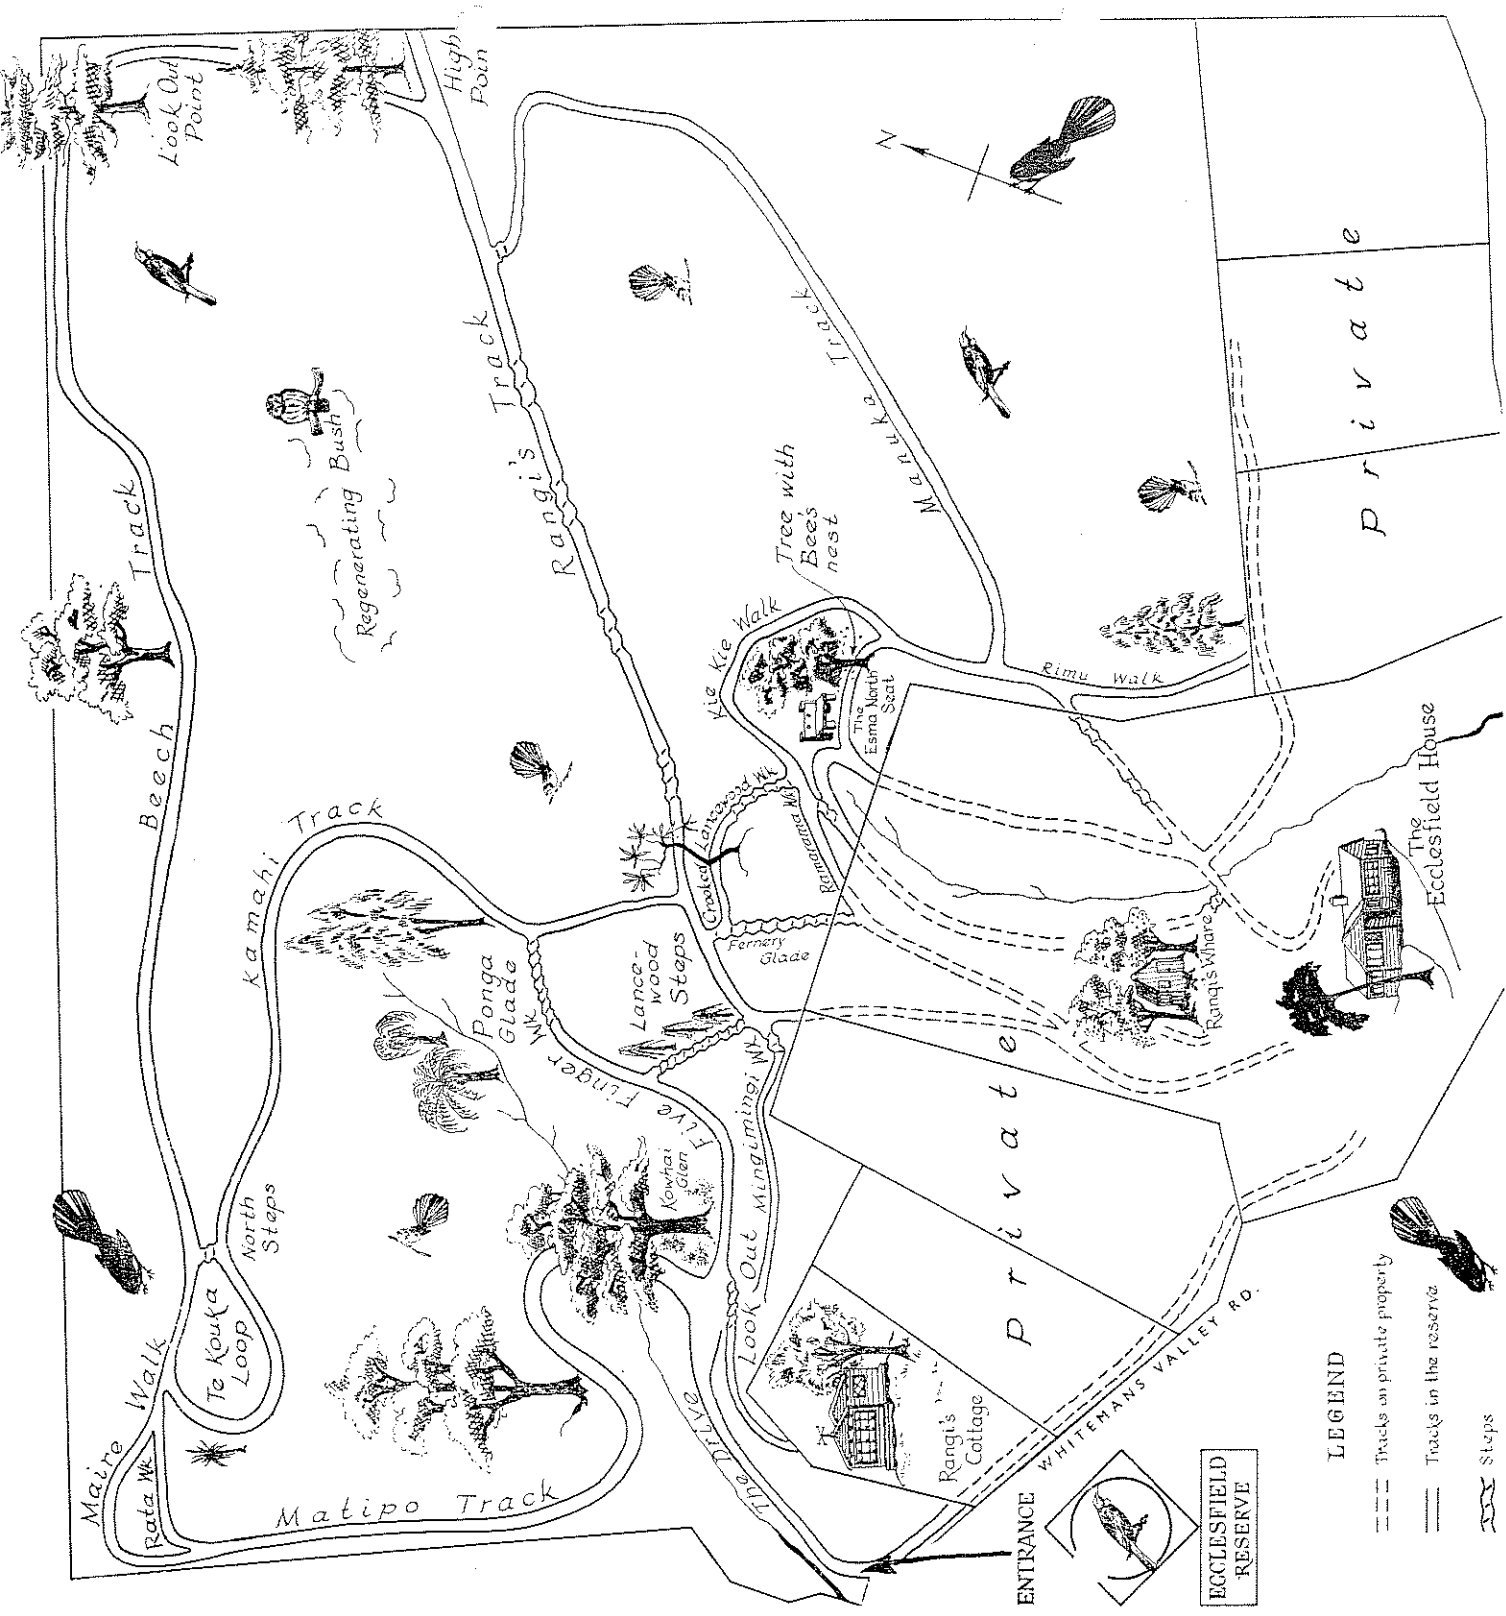 Look Out
Point
High
Poin
N
Beech Track
Regenerating Bush
Rangi's Track
Manuka Track
Tree with
Bee's
nest
Kie Kie Walk
The
Esma North
Seat
Rimu Walk
Private
Kamahi Track
Crooked Lancewood Wk
Ramarama Wk
Fernery
Glade
Lance-
wood
Steps
Ponga
Glade
Five Finger Wk
Kowhai
Glen
Look Out Mingimingi Wk
North
Steps
Te Kouka
Loop
Maire Walk
Rata Wk
Matipo Track
The Drive
Rangi's
Cottage
Private
Rangi's Whare
The
Ecclesfield House
WHITEMANS VALLEY RD.
ENTRANCE
ECCLESFIELD
RESERVE
LEGEND
Tracks on private property
Tracks in the reserve
Steps